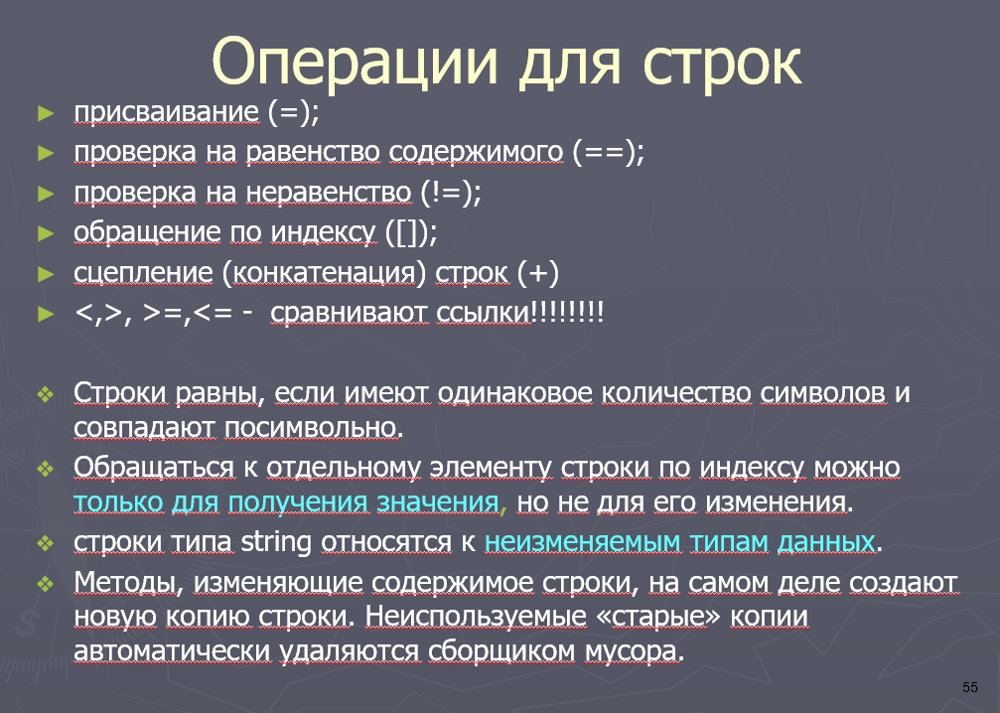 Операции для строк
► присваивание (=);
► проверка на равенство содержимого (==);
► проверка на неравенство (!=);
► обращение по индексу ([]);
► сцепление (конкатенация) строк (+)
► <,>, >=,<= - сравнивают ссылки!!!!!!!!
❖ Строки равны, если имеют одинаковое количество символов и
совпадают посимвольно.
❖ Обращаться к отдельному элементу строки по индексу можно
только для получения значения, но не для его изменения.
❖ строки типа string относятся к неизменяемым типам данных.
❖ Методы, изменяющие содержимое строки, на самом деле создают
новую копию строки. Неиспользуемые «старые» копии
автоматически удаляются сборщиком мусора.
55